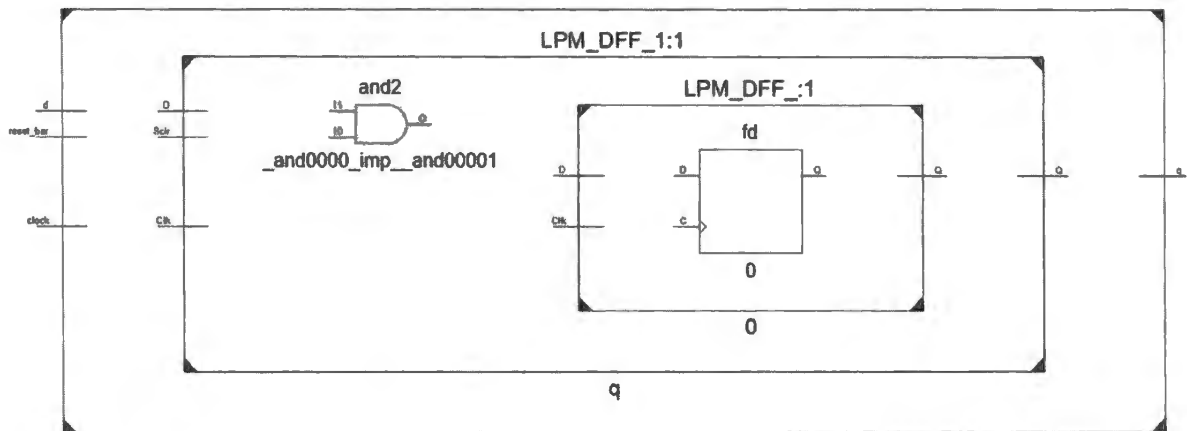 LPM_DFF_1:1
and2
LPM_DFF_:1
d
D
I1
O
fd
reset_bar
Sclr
I0
_and0000_imp__and00001
D
D
Q
Q
Q
q
clock
Clk
Clk
C
0
0
q